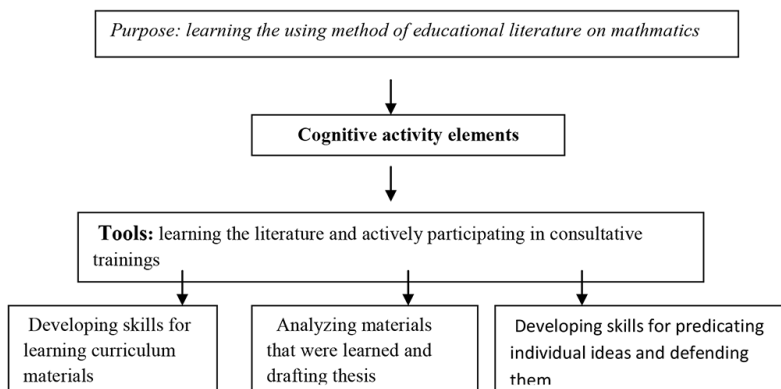 Purpose: learning the using method of educational literature on mathmatics
Cognitive activity elements
Tools: learning the literature and actively participating in consultative
trainings
Developing skills for
learning curriculum
materials
Analyzing materials
that were learned and
drafting thesis
Developing skills for predicating
individual ideas and defending
them